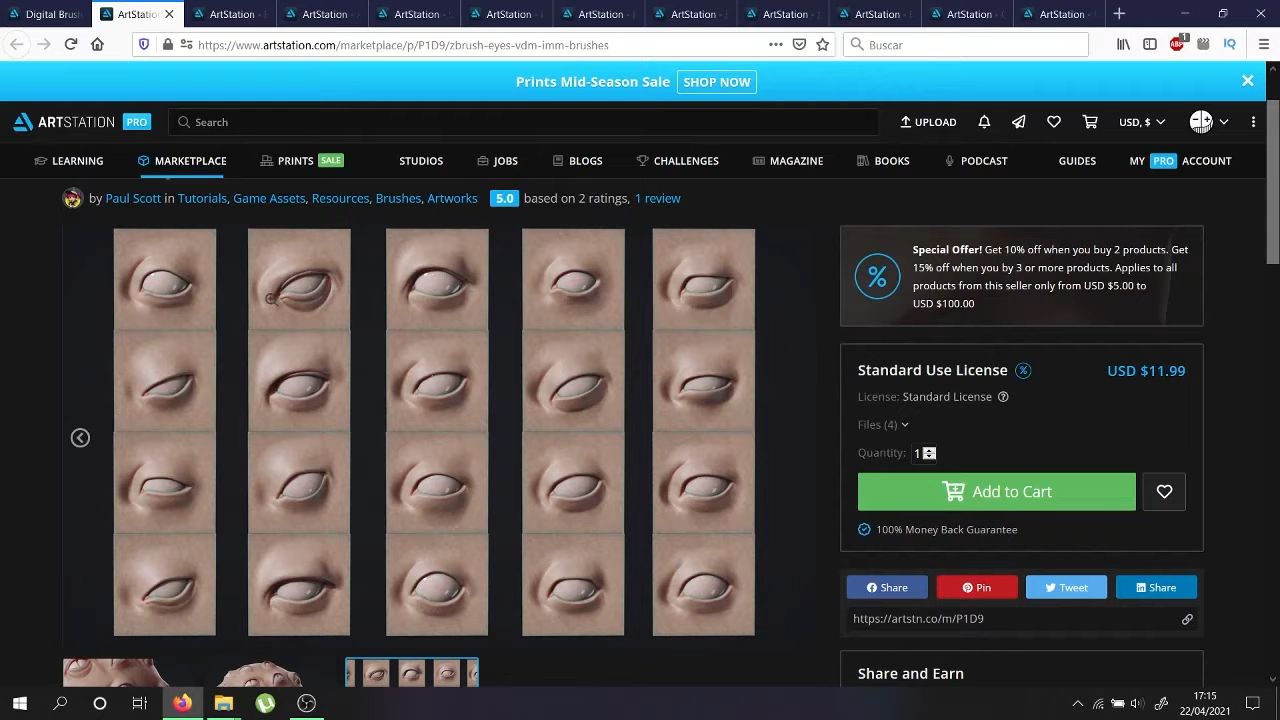 Digital Brush
ArtStation
ArtStation -
ArtStation -
ArtStation -
ArtStation -
ArtStation -
ArtStation -
ArtStation -
ArtStation -
ArtStation -
ArtStation -
https://www.artstation.com/marketplace/p/P1D9/zbrush-eyes-vdm-imm-brushes
Buscar
ABP
1
IQ
Prints Mid-Season Sale SHOP NOW
ARTSTATION PRO
Search
UPLOAD
USD, $
LEARNING
MARKETPLACE
PRINTS SALE
STUDIOS
JOBS
BLOGS
CHALLENGES
MAGAZINE
BOOKS
PODCAST
GUIDES
MY PRO ACCOUNT
by Paul Scott in Tutorials, Game Assets, Resources, Brushes, Artworks 5.0 based on 2 ratings, 1 review
Special Offer! Get 10% off when you buy 2 products. Get
15% off when you by 3 or more products. Applies to all
products from this seller only from USD $5.00 to
USD $100.00
%
Standard Use License % USD $11.99
License: Standard License
Files (4)
Quantity: 1
Add to Cart
100% Money Back Guarantee
Share
Pin
Tweet
Share
https://artstn.co/m/P1D9
Share and Earn
17:15
22/04/2021